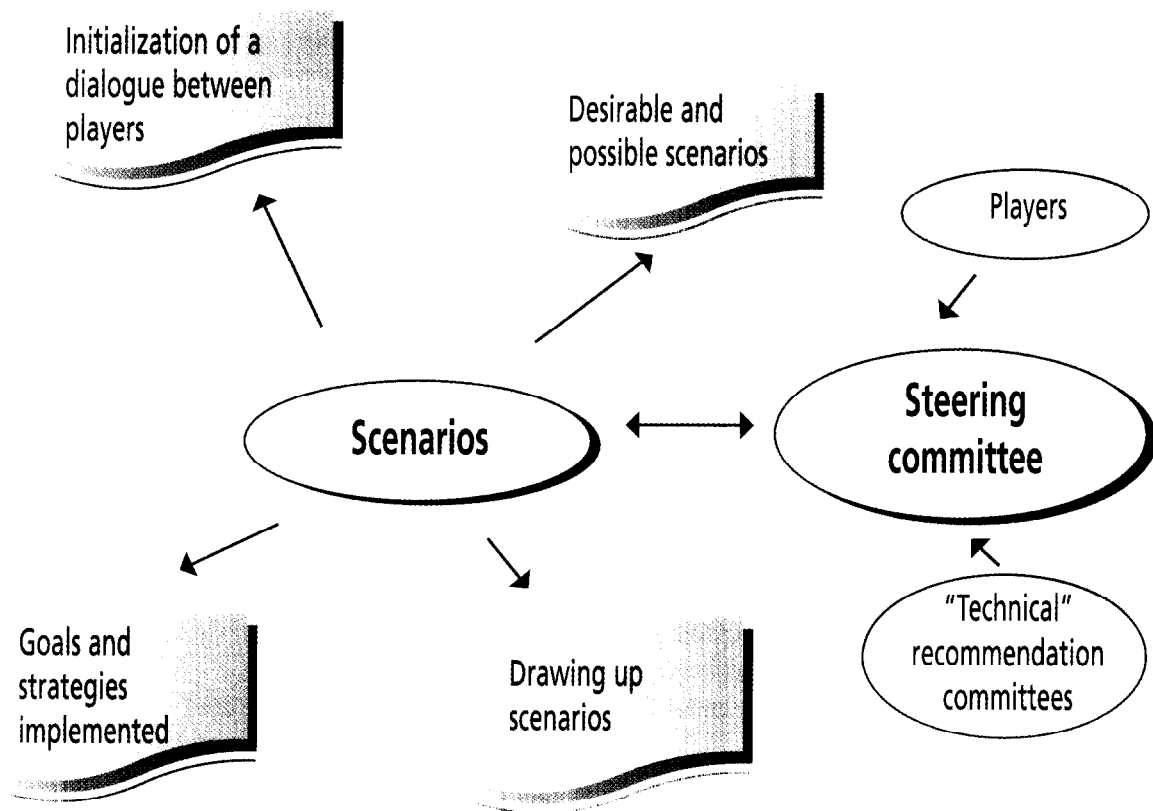 Initialization of a
dialogue between
players
Desirable and
possible scenarios
Players
Scenarios
Steering
committee
Goals and
strategies
implemented
Drawing up
scenarios
“Technical”
recommendation
committees